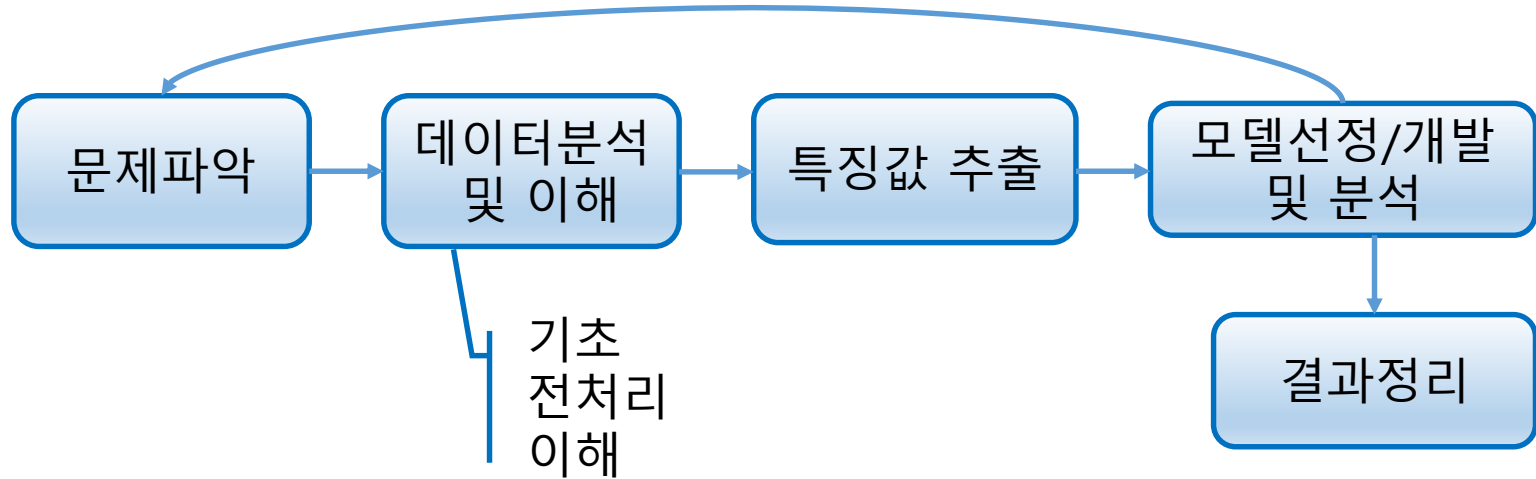 문제파악
데이터분석
및 이해
특징값 추출
모델선정/개발
및 분석
기초
전처리
이해
결과정리